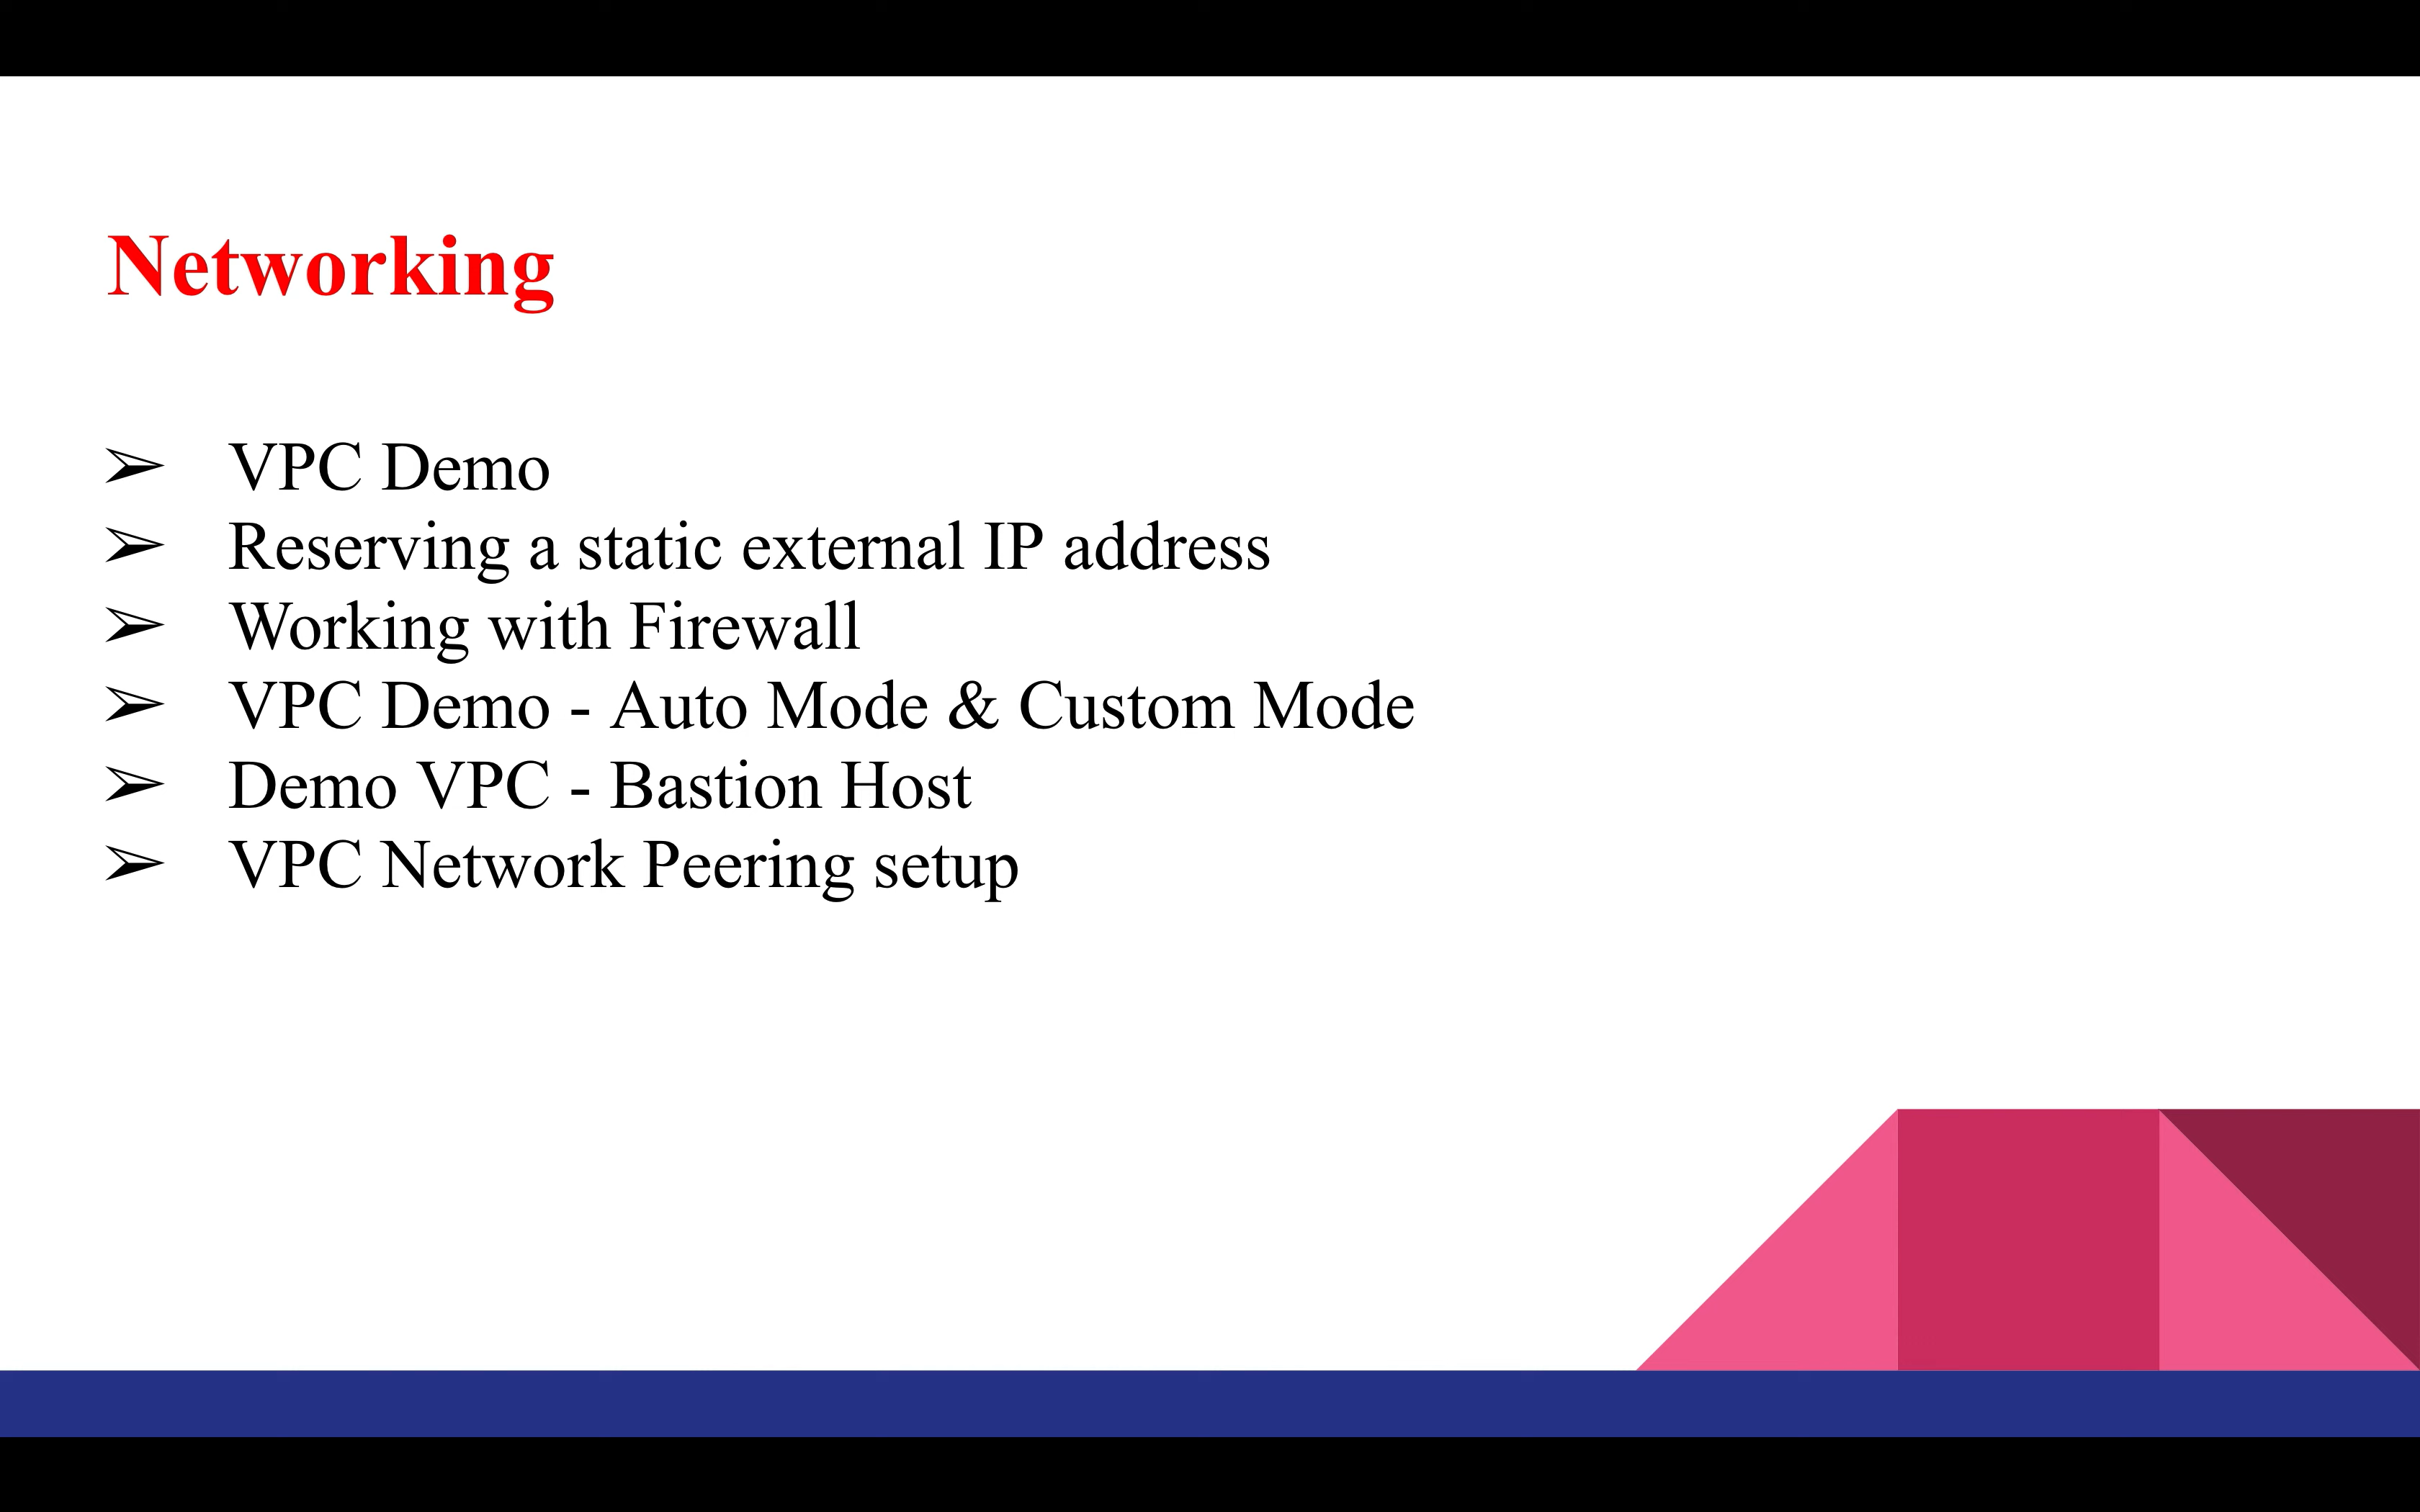 Networking
➢ VPC Demo
➢ Reserving a static external IP address
➢ Working with Firewall
➢ VPC Demo - Auto Mode & Custom Mode
➢ Demo VPC - Bastion Host
➢ VPC Network Peering setup